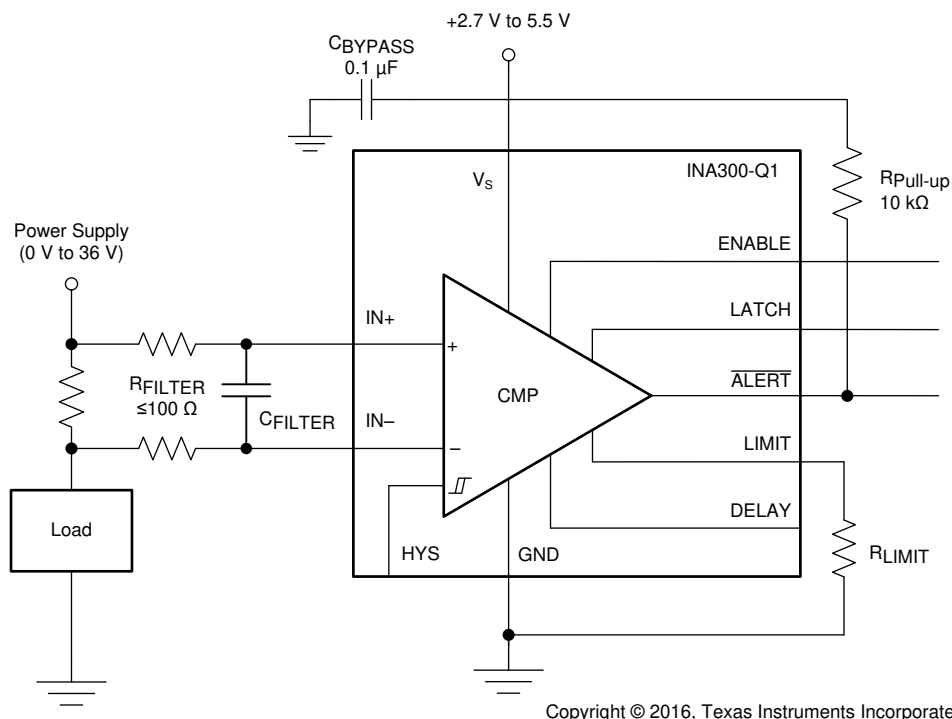 +2.7 V to 5.5 V
CBYPASS
0.1 µF
INA300-Q1
VS
RPull-up
10 kΩ
Power Supply
(0 V to 36 V)
ENABLE
IN+
LATCH
+
RFILTER
≤100 Ω
CFILTER
CMP
ALERT
IN–
–
LIMIT
DELAY
Load
HYS
GND
RLIMIT
Copyright © 2016, Texas Instruments Incorporate